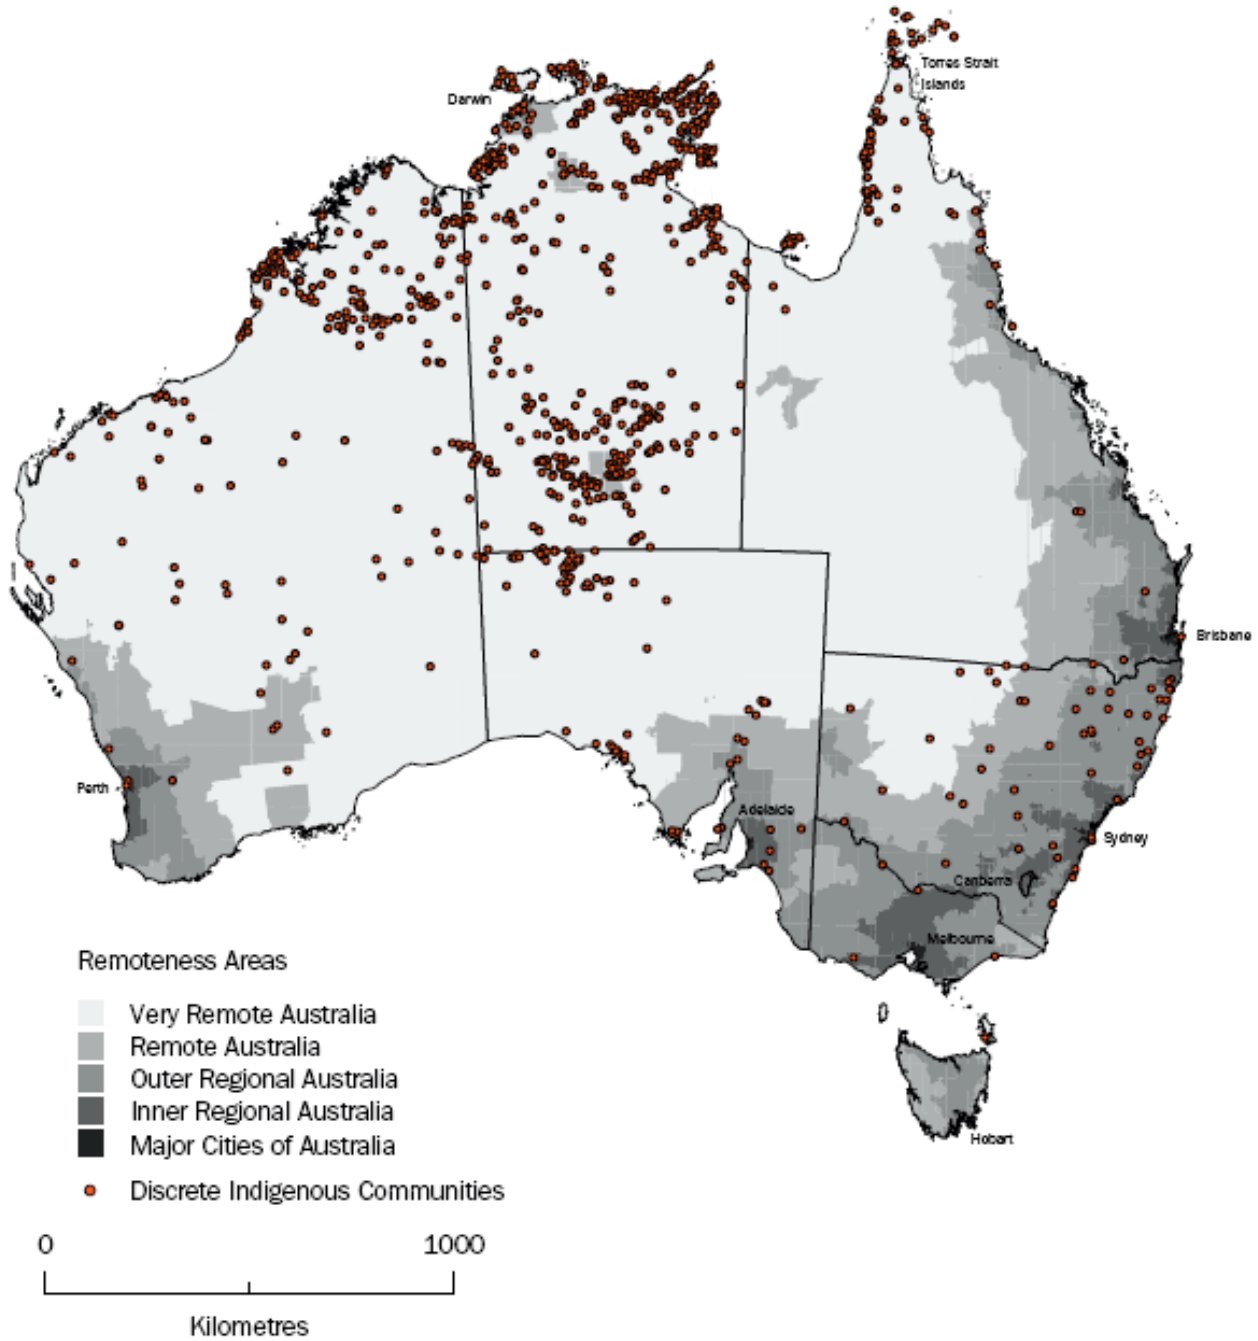 Torres Strait
Islands
Darwin
Brisbane
Perth
Adelaide
Sydney
Canberra
Melbourne
Hobart
Remoteness Areas
Very Remote Australia
Remote Australia
Outer Regional Australia
Inner Regional Australia
Major Cities of Australia
Discrete Indigenous Communities
0 1000
Kilometres